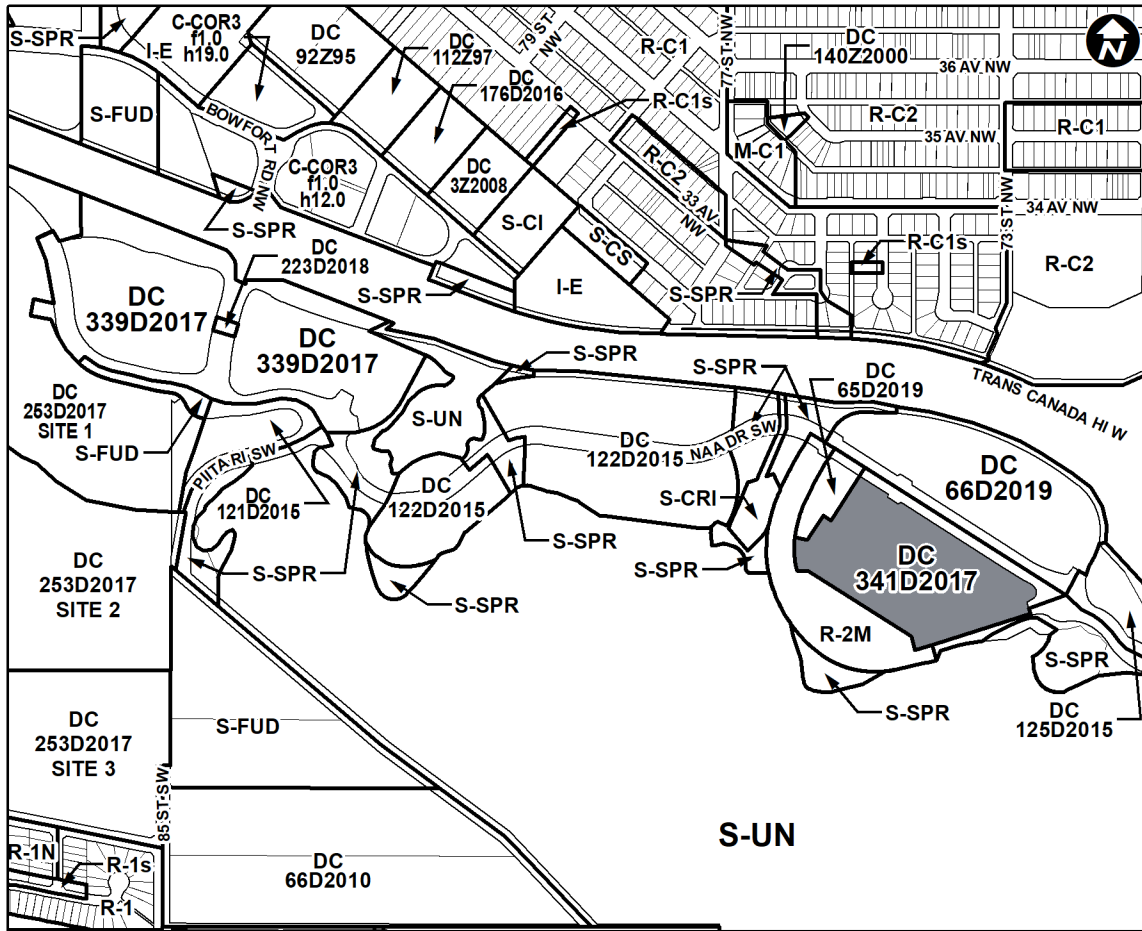 S-SPR
C-COR3
f1.0
h19.0
I-E
DC
92Z95
DC
112Z97
79 ST
NW
R-C1
77 ST NW
DC
140Z2000
36 AV NW
N
S-FUD
BOWFORT RD NW
DC
176D2016
R-C1s
R-C2
35 AV NW
R-C1
M-C1
C-COR3
f1.0
h12.0
DC
3Z2008
R-C2
33 AV
NW
73 ST NW
34 AV NW
S-SPR
S-CI
S-CS
R-C1s
R-C2
DC
223D2018
S-SPR
I-E
S-SPR
DC
339D2017
DC
339D2017
S-SPR
S-SPR
DC
65D2019
TRANS CANADA HI W
DC
253D2017
SITE 1
S-FUD
S-UN
DC
122D2015
NAA DR SW
DC
66D2019
PIITA RI SW
DC
121D2015
DC
122D2015
S-CRI
S-SPR
DC
341D2017
DC
253D2017
SITE 2
S-SPR
S-SPR
S-SPR
R-2M
S-SPR
S-SPR
DC
125D2015
DC
253D2017
SITE 3
S-FUD
85 ST SW
S-UN
R-1N
R-1s
R-1
DC
66D2010